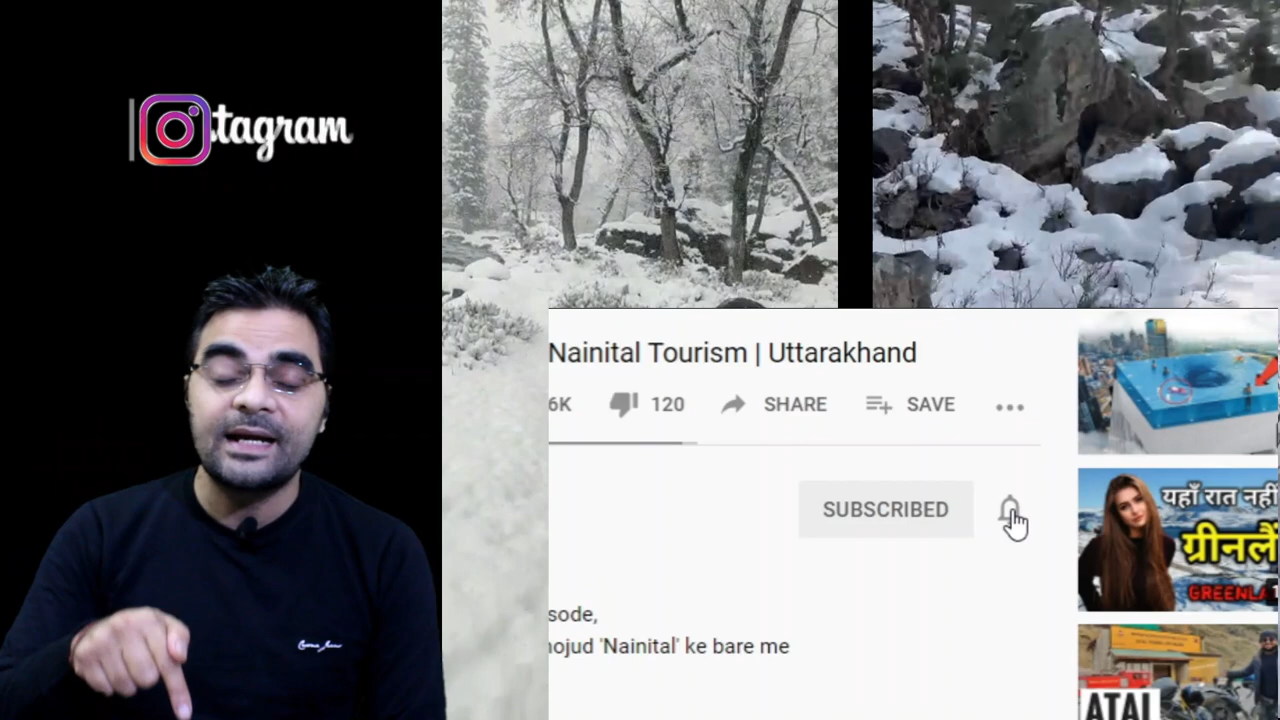 tagram
Nainital Tourism | Uttarakhand
6K 120 SHARE SAVE
SUBSCRIBED
sode,
nojud 'Nainital' ke bare me
यहाँ रात नहीं
ग्रीनलैं
GREENLA
ATAL